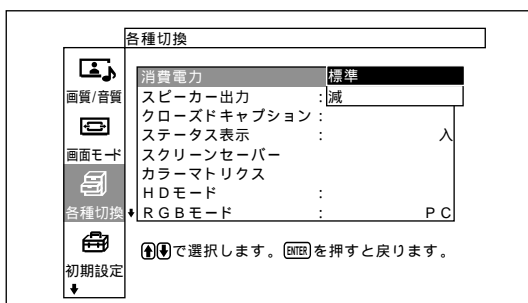 各種切換
画質/音質
画面モード
各種切換
初期設定
消費電力
標準
スピーカー出力 : 減
クローズドキャプション :
ステータス表示 : 入
スクリーンセーバー
カラーマトリクス
HDモード :
RGBモード : PC
で選択します。ENTERを押すと戻ります。